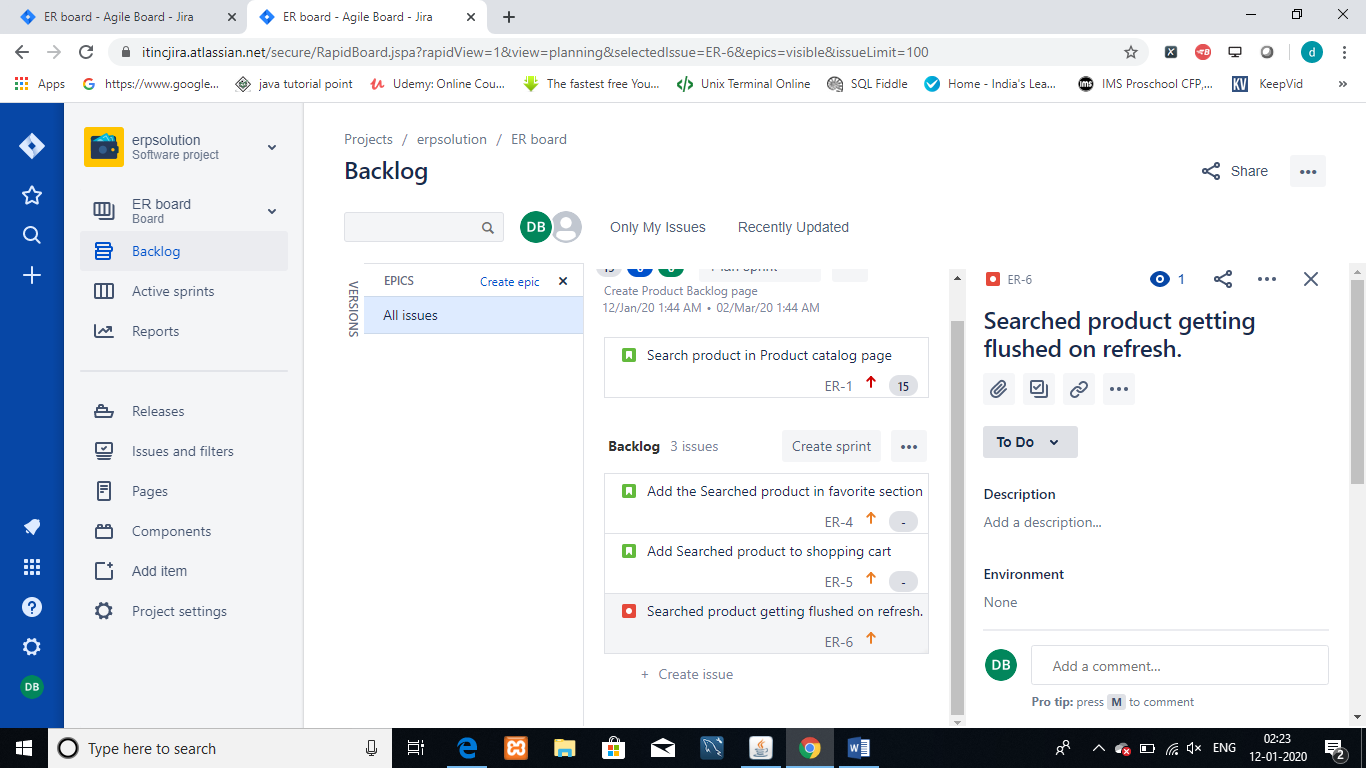 ER board - Agile Board - Jira
ER board - Agile Board - Jira
itincjira.atlassian.net/secure/RapidBoard.jspa?rapidView=1&view=planning&selectedIssue=ER-6&epics=visible&issueLimit=100
d
Apps
https://www.google...
java tutorial point
Udemy: Online Cou...
The fastest free You...
Unix Terminal Online
SQL Fiddle
Home - India's Lea...
ims
IMS Proschool CFP,...
KV
KeepVid
»
erpsolution
Software project
ER board
Board
Backlog
Active sprints
Reports
Releases
Issues and filters
Pages
Components
Add item
Project settings
DB
Projects / erpsolution / ER board
Backlog
Share
DB
Only My Issues
Recently Updated
VERSIONS
EPICS
Create epic
All issues
Plan sprint
Create Product Backlog page
12/Jan/20 1:44 AM • 02/Mar/20 1:44 AM
Search product in Product catalog page
ER-1
15
Backlog 3 issues
Create sprint
Add the Searched product in favorite section
ER-4
-
Add Searched product to shopping cart
ER-5
-
Searched product getting flushed on refresh.
ER-6
+ Create issue
ER-6
1
Searched product getting
flushed on refresh.
To Do
Description
Add a description...
Environment
None
DB
Add a comment...
Pro tip: press M to comment
Type here to search
ENG
02:23
12-01-2020
2